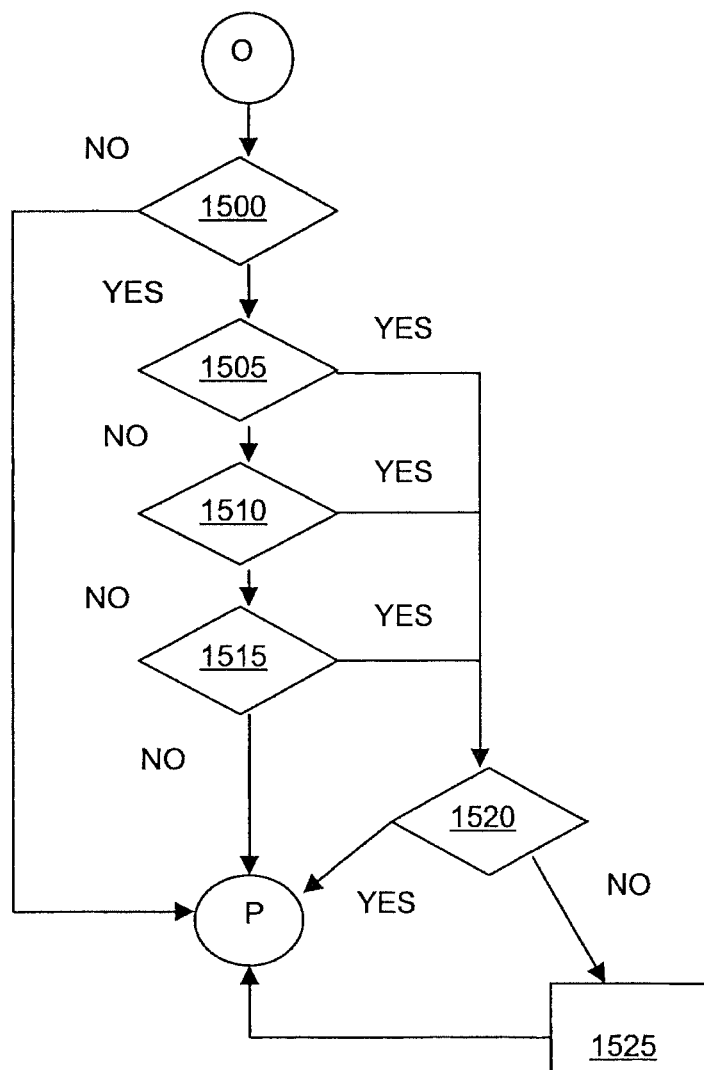 O
NO
1500
YES
YES
1505
NO
YES
1510
NO
YES
1515
NO
1520
NO
YES
P
1525